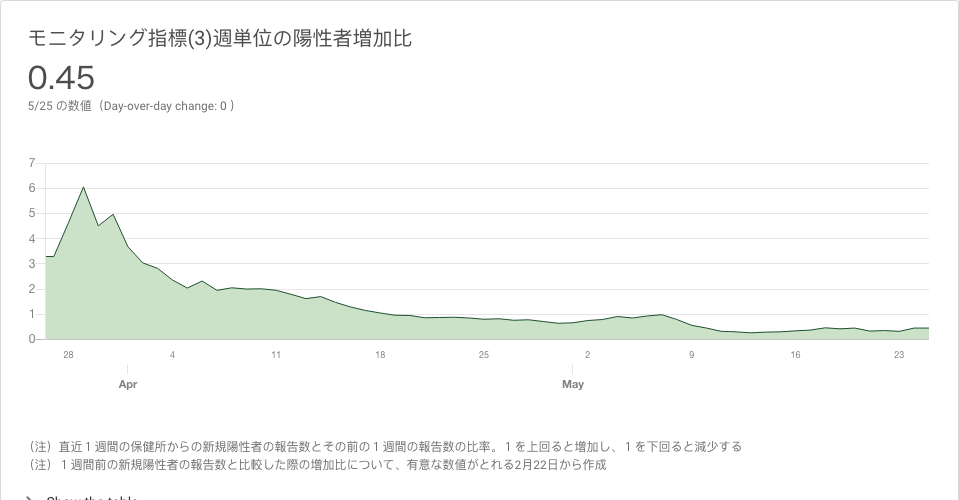 モニタリング指標(3)週単位の陽性者増加比
0.45
5/25 の数値（Day-over-day change: 0 ）
7
6
5
4
3
2
1
0
28 4 11 18 25 2 9 16 23
Apr May
（注）直近１週間の保健所からの新規陽性者の報告数とその前の１週間の報告数の比率。１を上回ると増加し、１を下回ると減少する
（注）１週間前の新規陽性者の報告数と比較した際の増加比について、有意な数値がとれる2月22日から作成
Show the table